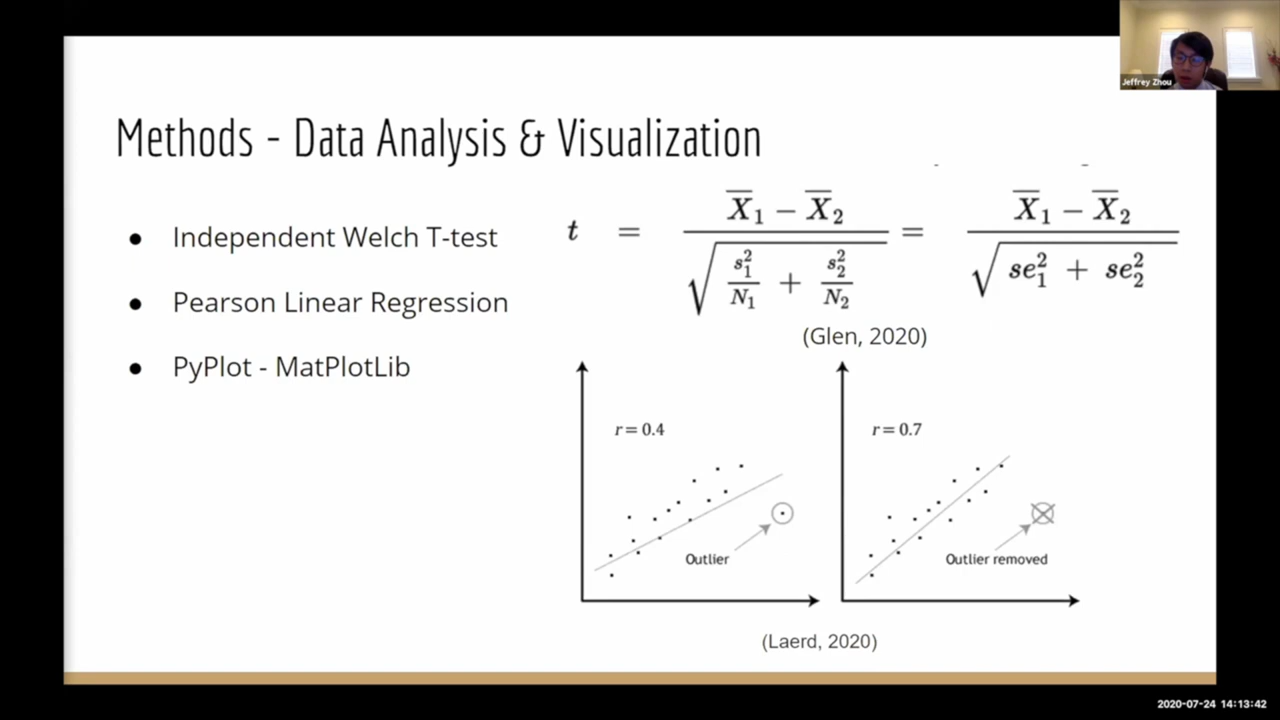 Jeffrey Zhou
Methods - Data Analysis & Visualization
● Independent Welch T-test
● Pearson Linear Regression
● PyPlot - MatPlotLib
t = (X̅₁ − X̅₂) / √(s₁²/N₁ + s₂²/N₂) = (X̅₁ − X̅₂) / √(se₁² + se₂²)
(Glen, 2020)
r = 0.4
Outlier
r = 0.7
Outlier removed
(Laerd, 2020)
2020-07-24 14:13:42